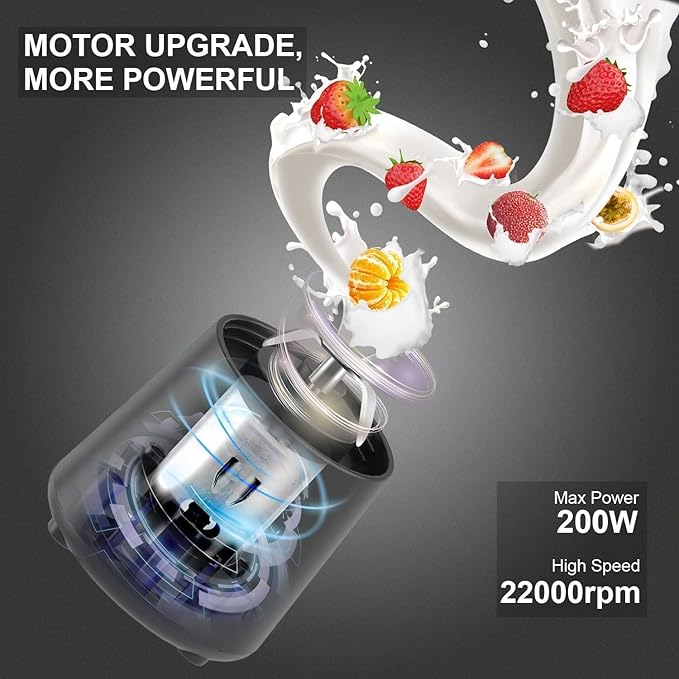 MOTOR UPGRADE,
MORE POWERFUL
Max Power
200W
High Speed
22000rpm